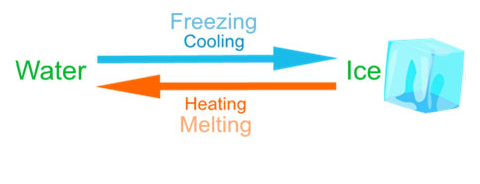 Freezing
Cooling
Water
Ice
Heating
Melting